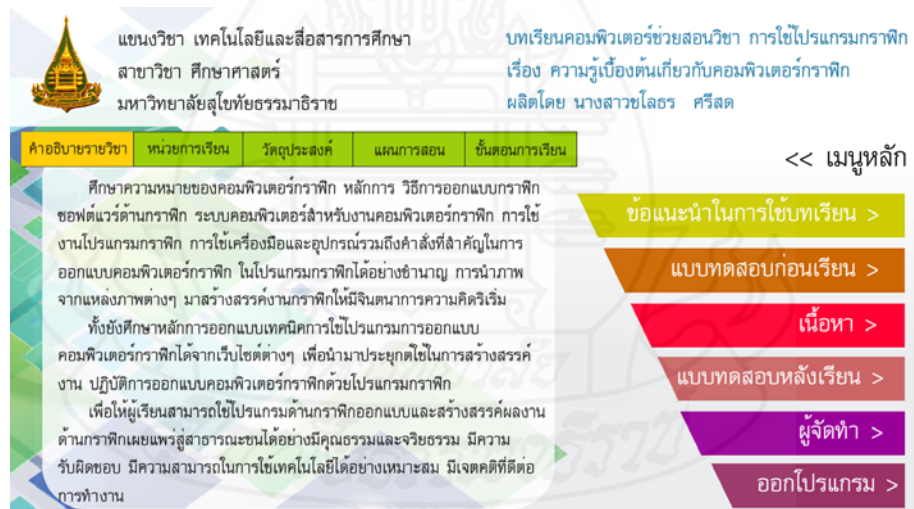 แขนงวิชา เทคโนโลยีและสื่อสารการศึกษา
สาขาวิชา ศึกษาศาสตร์
มหาวิทยาลัยสุโขทัยธรรมาธิราช
บทเรียนคอมพิวเตอร์ช่วยสอนวิชา การใช้โปรแกรมกราฟิก
เรื่อง ความรู้เบื้องต้นเกี่ยวกับคอมพิวเตอร์กราฟิก
ผลิตโดย นางสาวชไลธร ศรีสด
คำอธิบายรายวิชา
หน่วยการเรียน
วัตถุประสงค์
แผนการสอน
ขั้นตอนการเรียน
ศึกษาความหมายของคอมพิวเตอร์กราฟิก หลักการ วิธีการออกแบบกราฟิก
ซอฟต์แวร์ด้านกราฟิก ระบบคอมพิวเตอร์สำหรับงานคอมพิวเตอร์กราฟิก การใช้
งานโปรแกรมกราฟิก การใช้เครื่องมือและอุปกรณ์รวมถึงคำสั่งที่สำคัญในการ
ออกแบบคอมพิวเตอร์กราฟิก ในโปรแกรมกราฟิกได้อย่างชำนาญ การนำภาพ
จากแหล่งภาพต่างๆ มาสร้างสรรค์งานกราฟิกให้มีจินตนาการความคิดริเริ่ม
ทั้งยังศึกษาหลักการออกแบบเทคนิคการใช้โปรแกรมการออกแบบ
คอมพิวเตอร์กราฟิกได้จากเว็บไซต์ต่างๆ เพื่อนำมาประยุกต์ใช้ในการสร้างสรรค์
งาน ปฏิบัติการออกแบบคอมพิวเตอร์กราฟิกด้วยโปรแกรมกราฟิก
เพื่อให้ผู้เรียนสามารถใช้โปรแกรมด้านกราฟิกออกแบบและสร้างสรรค์ผลงาน
ด้านกราฟิกเผยแพร่สู่สาธารณะชนได้อย่างมีคุณธรรมและจริยธรรม มีความ
รับผิดชอบ มีความสามารถในการใช้เทคโนโลยีได้อย่างเหมาะสม มีเจตคติที่ดีต่อ
การทำงาน
<< เมนูหลัก
ข้อแนะนำในการใช้บทเรียน >
แบบทดสอบก่อนเรียน >
เนื้อหา >
แบบทดสอบหลังเรียน >
ผู้จัดทำ >
ออกโปรแกรม >